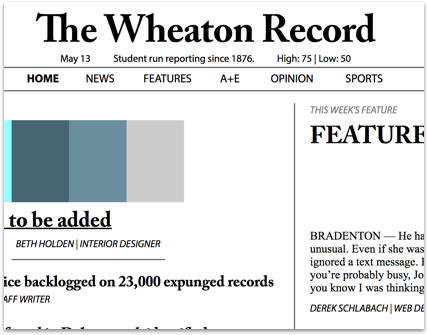 The Wheaton Record
May 13 Student run reporting since 1876. High: 75 | Low: 50
HOME NEWS FEATURES A+E OPINION SPORTS
to be added
BETH HOLDEN | INTERIOR DESIGNER
ice backlogged on 23,000 expunged records
AFF WRITER
THIS WEEK'S FEATURE
FEATURE
BRADENTON — He ha
unusual. Even if she was
ignored a text message. I
you're probably busy, Jo
you know I was thinking
DEREK SCHLABACH | WEB DE